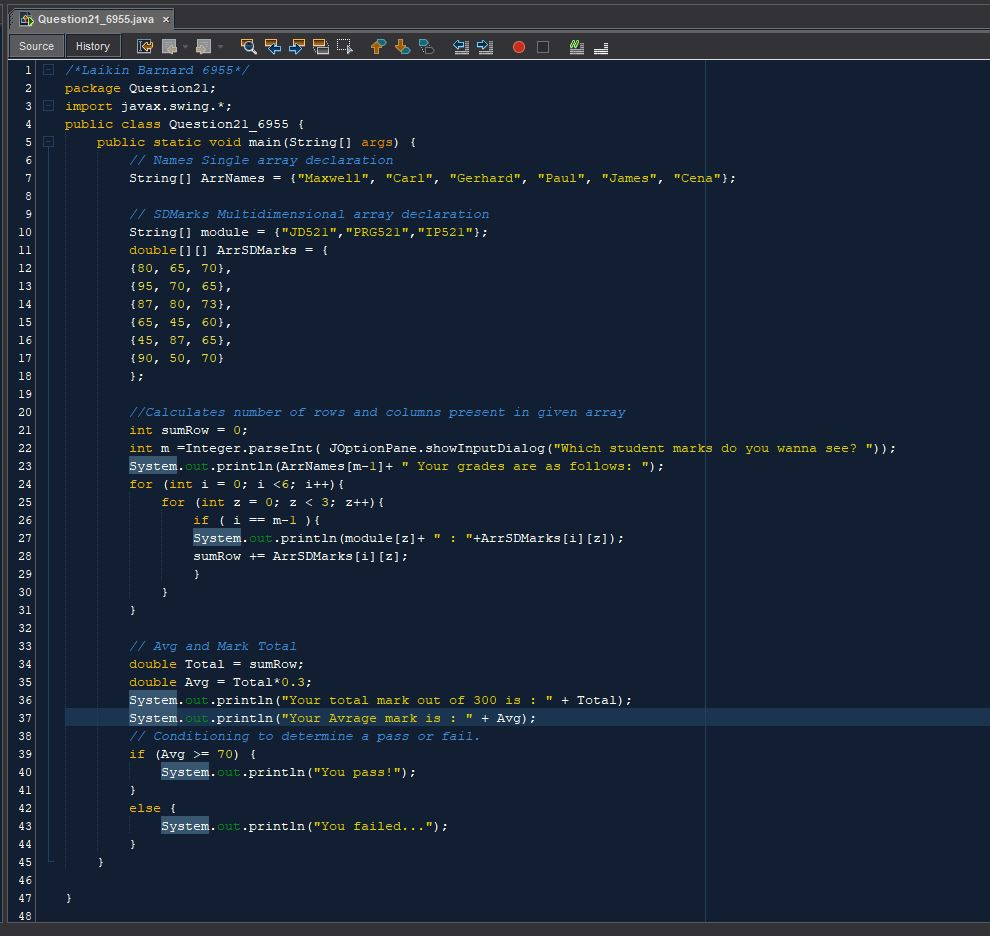 Question21_6955.java ×
Source History
1 /*Laikin Barnard 6955*/
2 package Question21;
3 import javax.swing.*;
4 public class Question21_6955 {
5 public static void main(String[] args) {
6 // Names Single array declaration
7 String[] ArrNames = {"Maxwell", "Carl", "Gerhard", "Paul", "James", "Cena"};
8
9 // SDMarks Multidimensional array declaration
10 String[] module = {"JD521","PRG521","IP521"};
11 double[][] ArrSDMarks = {
12 {80, 65, 70},
13 {95, 70, 65},
14 {87, 80, 73},
15 {65, 45, 60},
16 {45, 87, 65},
17 {90, 50, 70}
18 };
19
20 //Calculates number of rows and columns present in given array
21 int sumRow = 0;
22 int m =Integer.parseInt( JOptionPane.showInputDialog("Which student marks do you wanna see? "));
23 System.out.println(ArrNames[m-1]+ " Your grades are as follows: ");
24 for (int i = 0; i <6; i++){
25 for (int z = 0; z < 3; z++){
26 if ( i == m-1 ){
27 System.out.println(module[z]+ " : "+ArrSDMarks[i][z]);
28 sumRow += ArrSDMarks[i][z];
29 }
30 }
31 }
32
33 // Avg and Mark Total
34 double Total = sumRow;
35 double Avg = Total*0.3;
36 System.out.println("Your total mark out of 300 is : " + Total);
37 System.out.println("Your Avrage mark is : " + Avg);
38 // Conditioning to determine a pass or fail.
39 if (Avg >= 70) {
40 System.out.println("You pass!");
41 }
42 else {
43 System.out.println("You failed...");
44 }
45 }
46
47 }
48